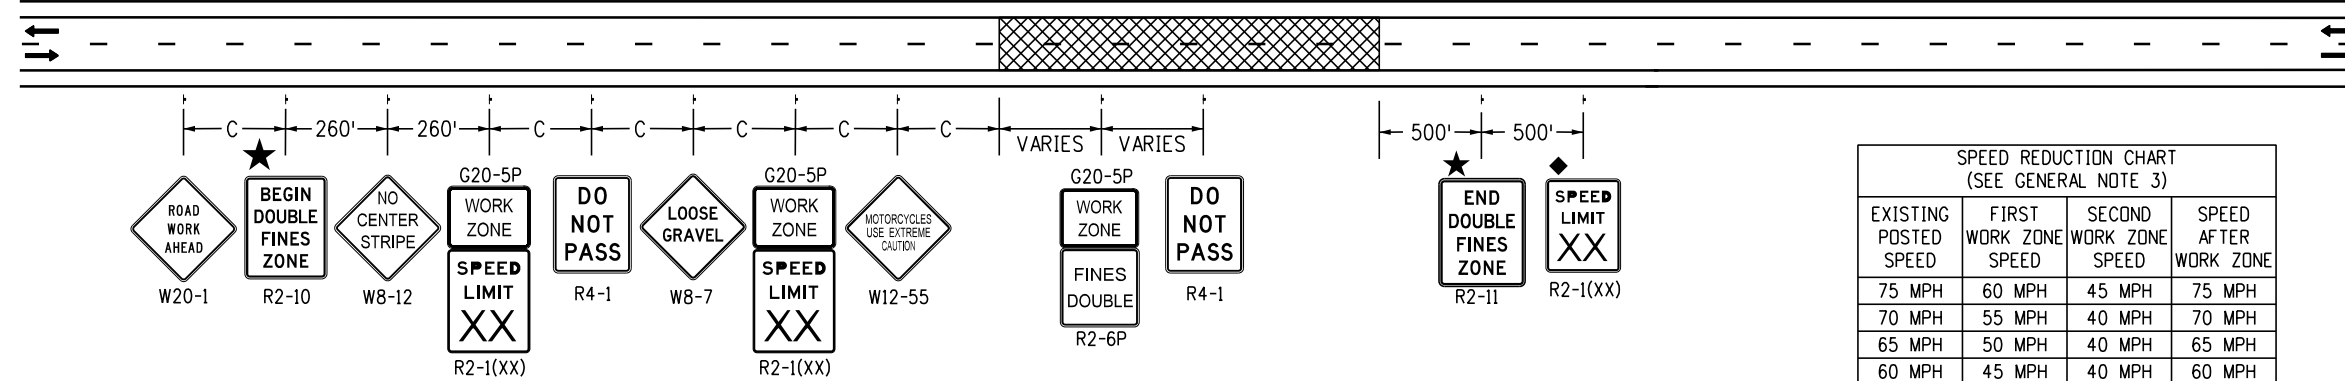 C
260'
260'
C
C
C
C
C
VARIES
VARIES
500'
500'
ROAD
WORK
AHEAD
W20-1
BEGIN
DOUBLE
FINES
ZONE
R2-10
NO
CENTER
STRIPE
W8-12
G20-5P
WORK
ZONE
SPEED
LIMIT
XX
R2-1(XX)
DO
NOT
PASS
R4-1
LOOSE
GRAVEL
W8-7
G20-5P
WORK
ZONE
SPEED
LIMIT
XX
R2-1(XX)
MOTORCYCLES
USE EXTREME
CAUTION
W12-55
G20-5P
WORK
ZONE
FINES
DOUBLE
R2-6P
DO
NOT
PASS
R4-1
END
DOUBLE
FINES
ZONE
R2-11
SPEED
LIMIT
XX
R2-1(XX)
SPEED REDUCTION CHART
(SEE GENERAL NOTE 3)
EXISTING POSTED SPEED
FIRST WORK ZONE SPEED
SECOND WORK ZONE SPEED
SPEED AFTER WORK ZONE
75 MPH 60 MPH 45 MPH 75 MPH
70 MPH 55 MPH 40 MPH 70 MPH
65 MPH 50 MPH 40 MPH 65 MPH
60 MPH 45 MPH 40 MPH 60 MPH